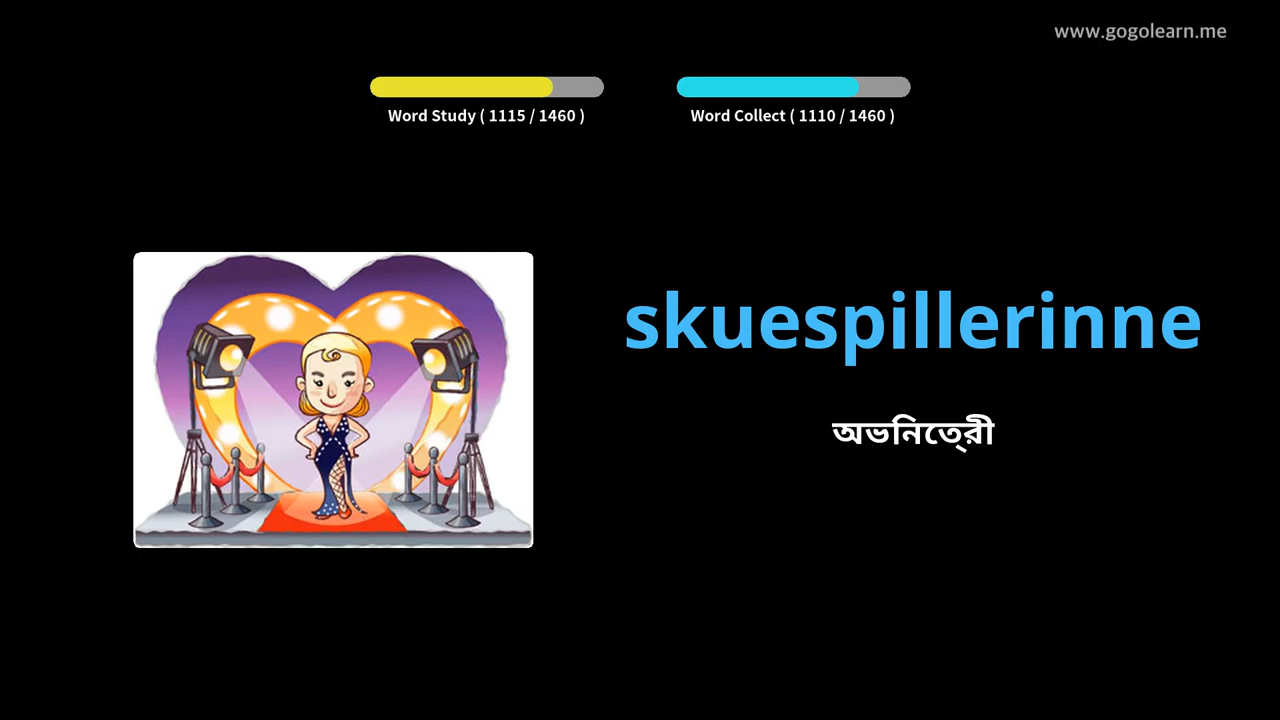 www.gogolearn.me
Word Study ( 1115 / 1460 )
Word Collect ( 1110 / 1460 )
skuespillerinne
অভিনেত্রী